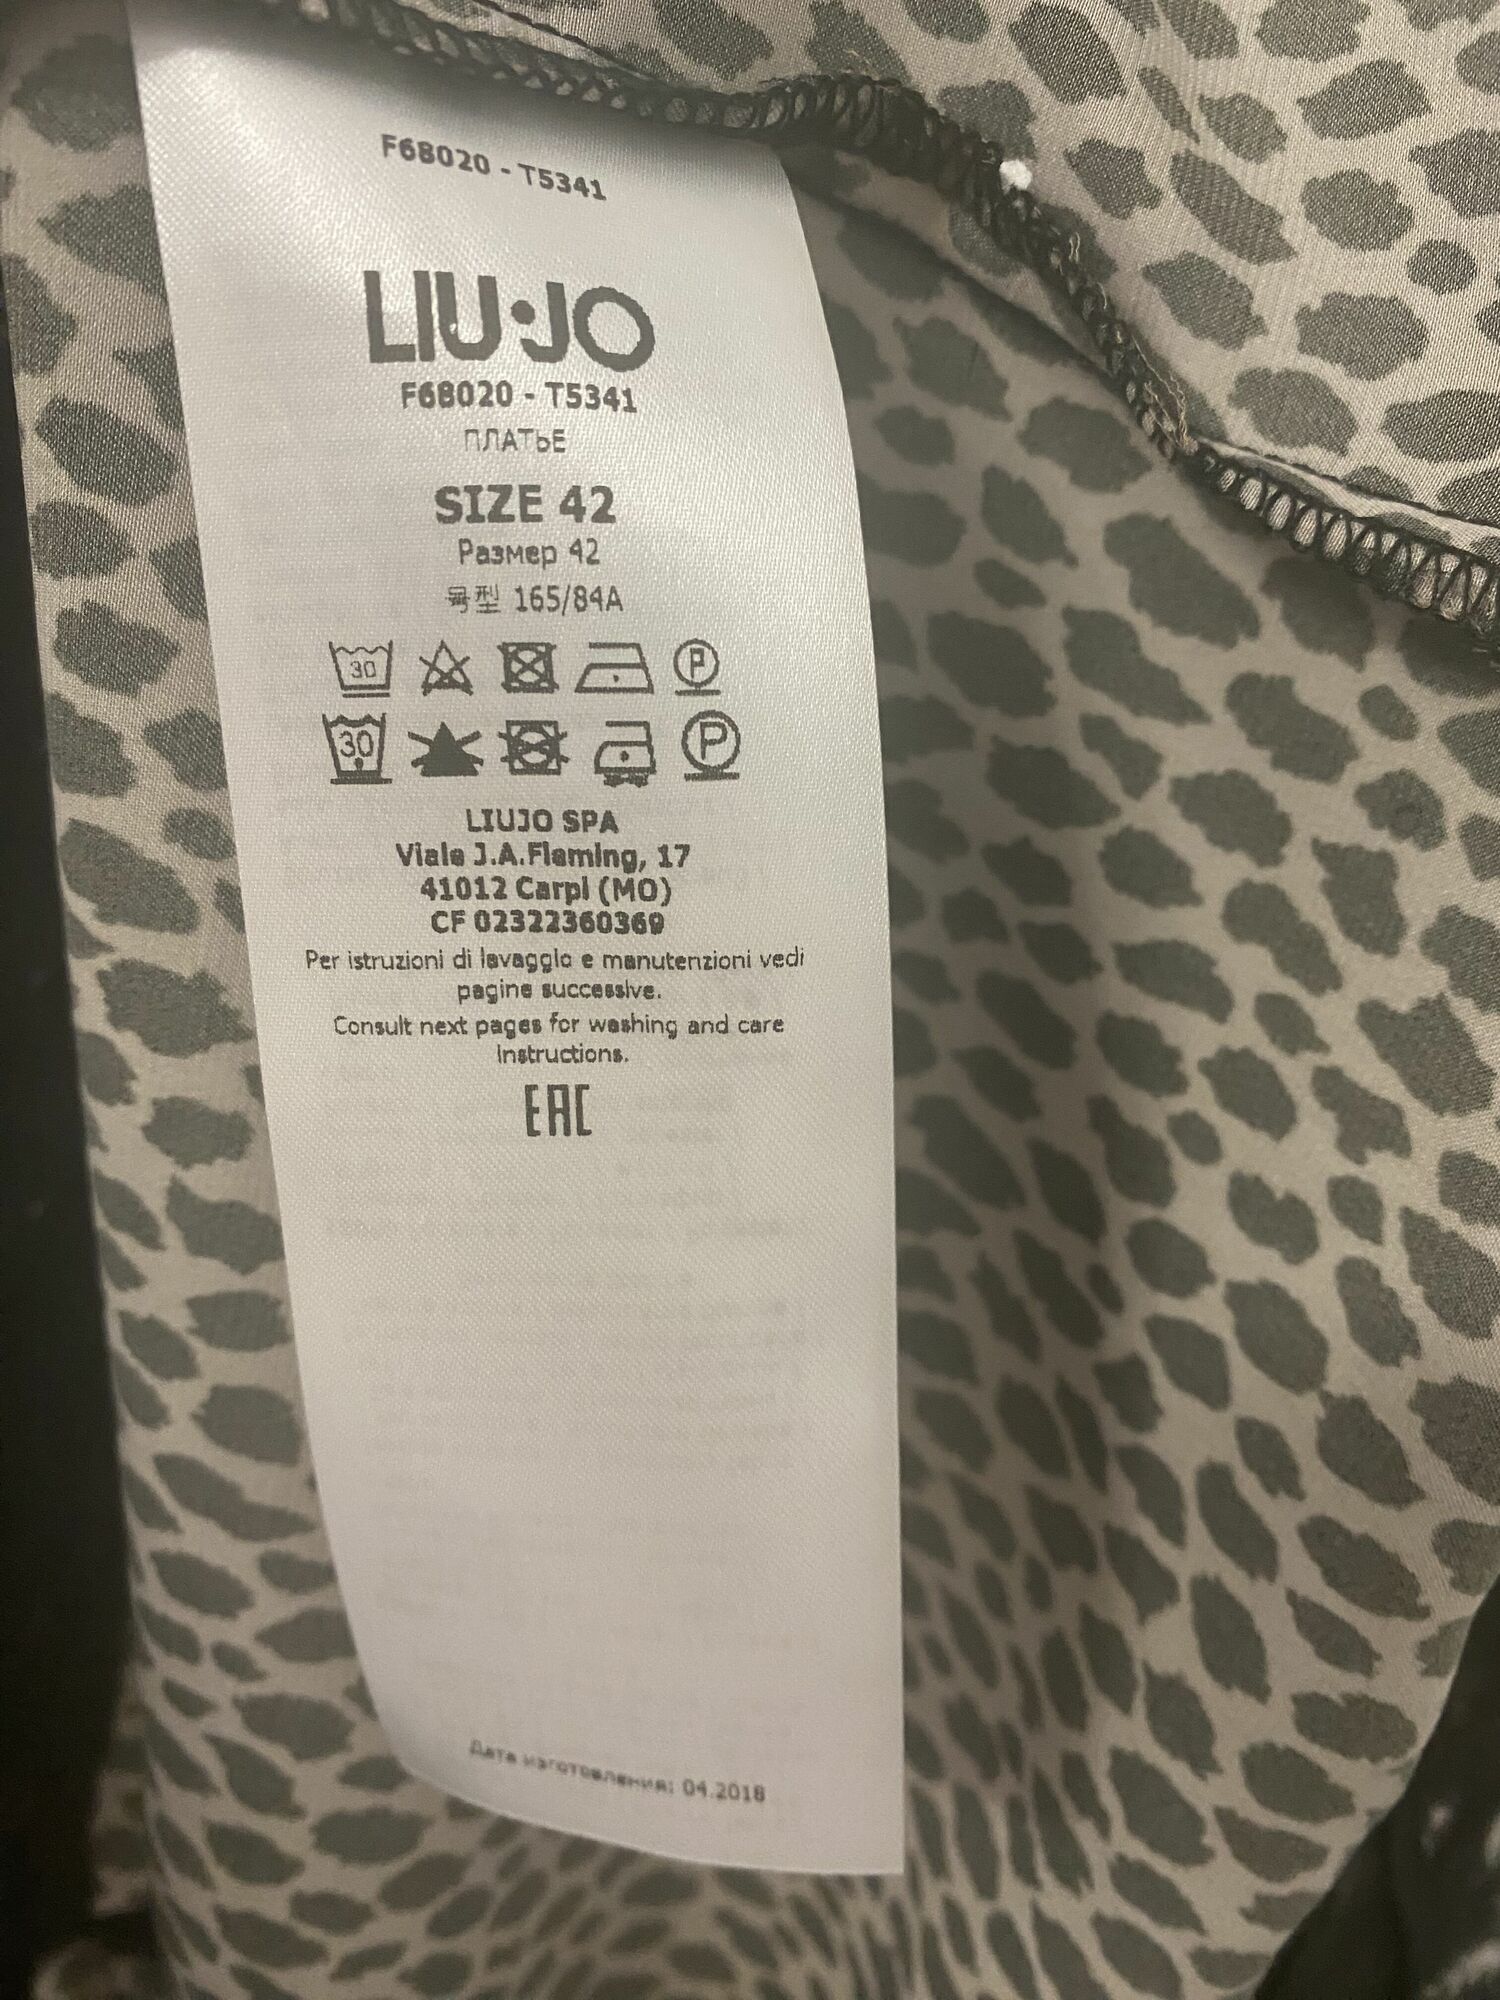 F68020 - T5341
LIU·JO
F68020 - T5341
ПЛАТЬЕ
SIZE 42
Размер 42
号型 165/84A
30
P
30
P
LIUJO SPA
Viale J.A.Fleming, 17
41012 Carpi (MO)
CF 02322360369
Per istruzioni di lavaggio e manutenzioni vedi
pagine successive.
Consult next pages for washing and care
instructions.
EAC
Дата изготовления: 04.2018